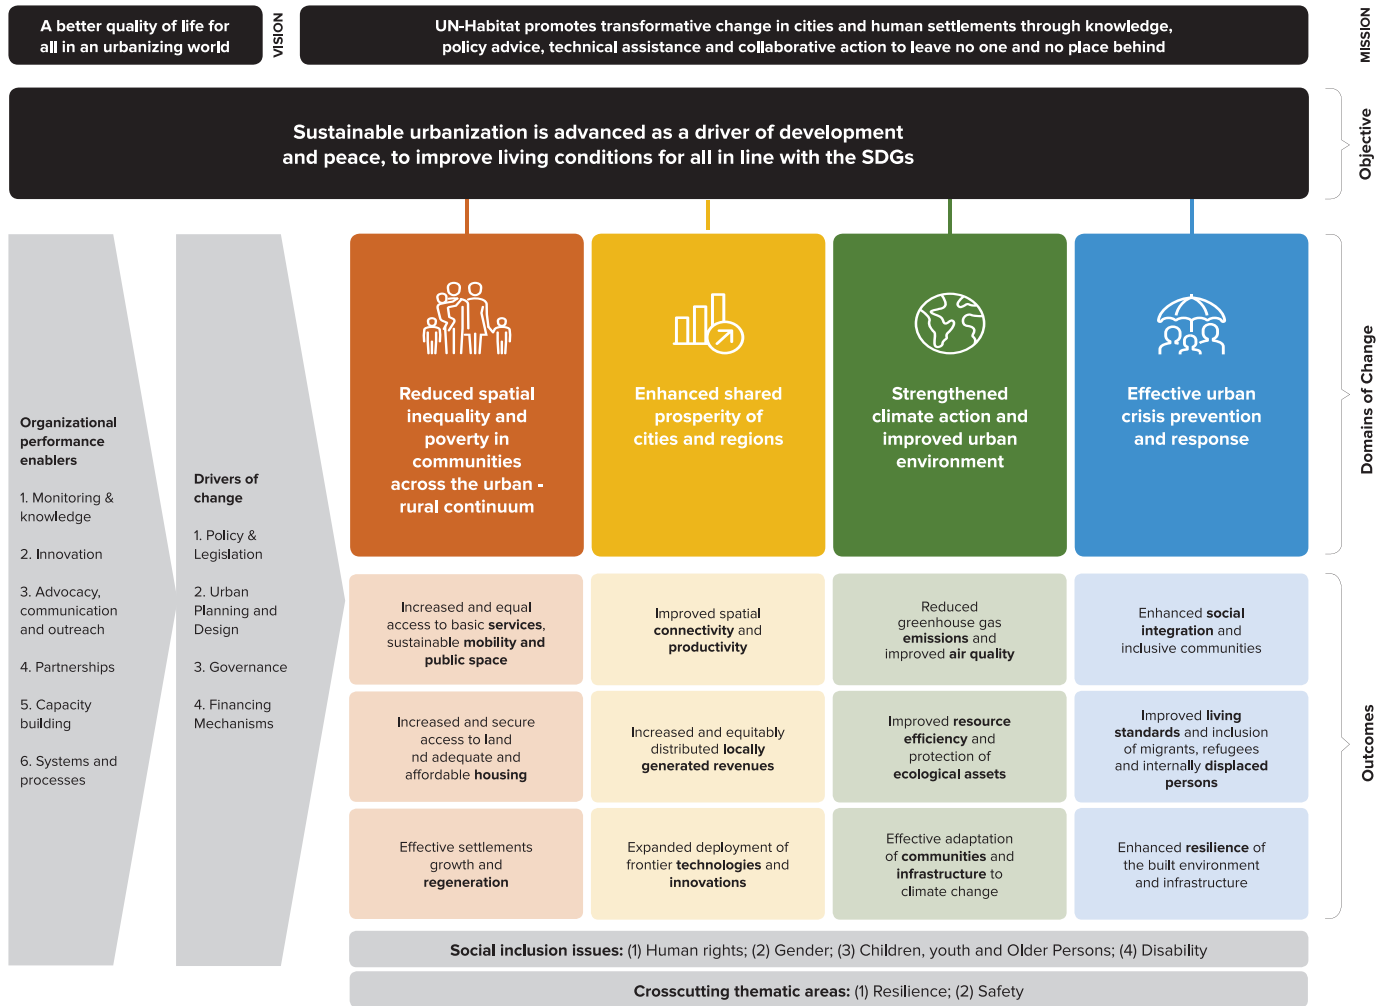 A better quality of life for
all in an urbanizing world
VISION
UN-Habitat promotes transformative change in cities and human settlements through knowledge,
policy advice, technical assistance and collaborative action to leave no one and no place behind
MISSION
Sustainable urbanization is advanced as a driver of development
and peace, to improve living conditions for all in line with the SDGs
Objective
Organizational
performance
enablers
1. Monitoring &
knowledge
2. Innovation
3. Advocacy,
communication
and outreach
4. Partnerships
5. Capacity
building
6. Systems and
processes
Drivers of
change
1. Policy &
Legislation
2. Urban
Planning and
Design
3. Governance
4. Financing
Mechanisms
Reduced spatial
inequality and
poverty in
communities
across the urban -
rural continuum
Enhanced shared
prosperity of
cities and regions
Strengthened
climate action and
improved urban
environment
Effective urban
crisis prevention
and response
Domains of Change
Increased and equal
access to basic services,
sustainable mobility and
public space
Improved spatial
connectivity and
productivity
Reduced
greenhouse gas
emissions and
improved air quality
Enhanced social
integration and
inclusive communities
Increased and secure
access to land
nd adequate and
affordable housing
Increased and equitably
distributed locally
generated revenues
Improved resource
efficiency and
protection of
ecological assets
Improved living
standards and inclusion
of migrants, refugees
and internally displaced
persons
Effective settlements
growth and
regeneration
Expanded deployment of
frontier technologies and
innovations
Effective adaptation
of communities and
infrastructure to
climate change
Enhanced resilience of
the built environment
and infrastructure
Outcomes
Social inclusion issues: (1) Human rights; (2) Gender; (3) Children, youth and Older Persons; (4) Disability
Crosscutting thematic areas: (1) Resilience; (2) Safety